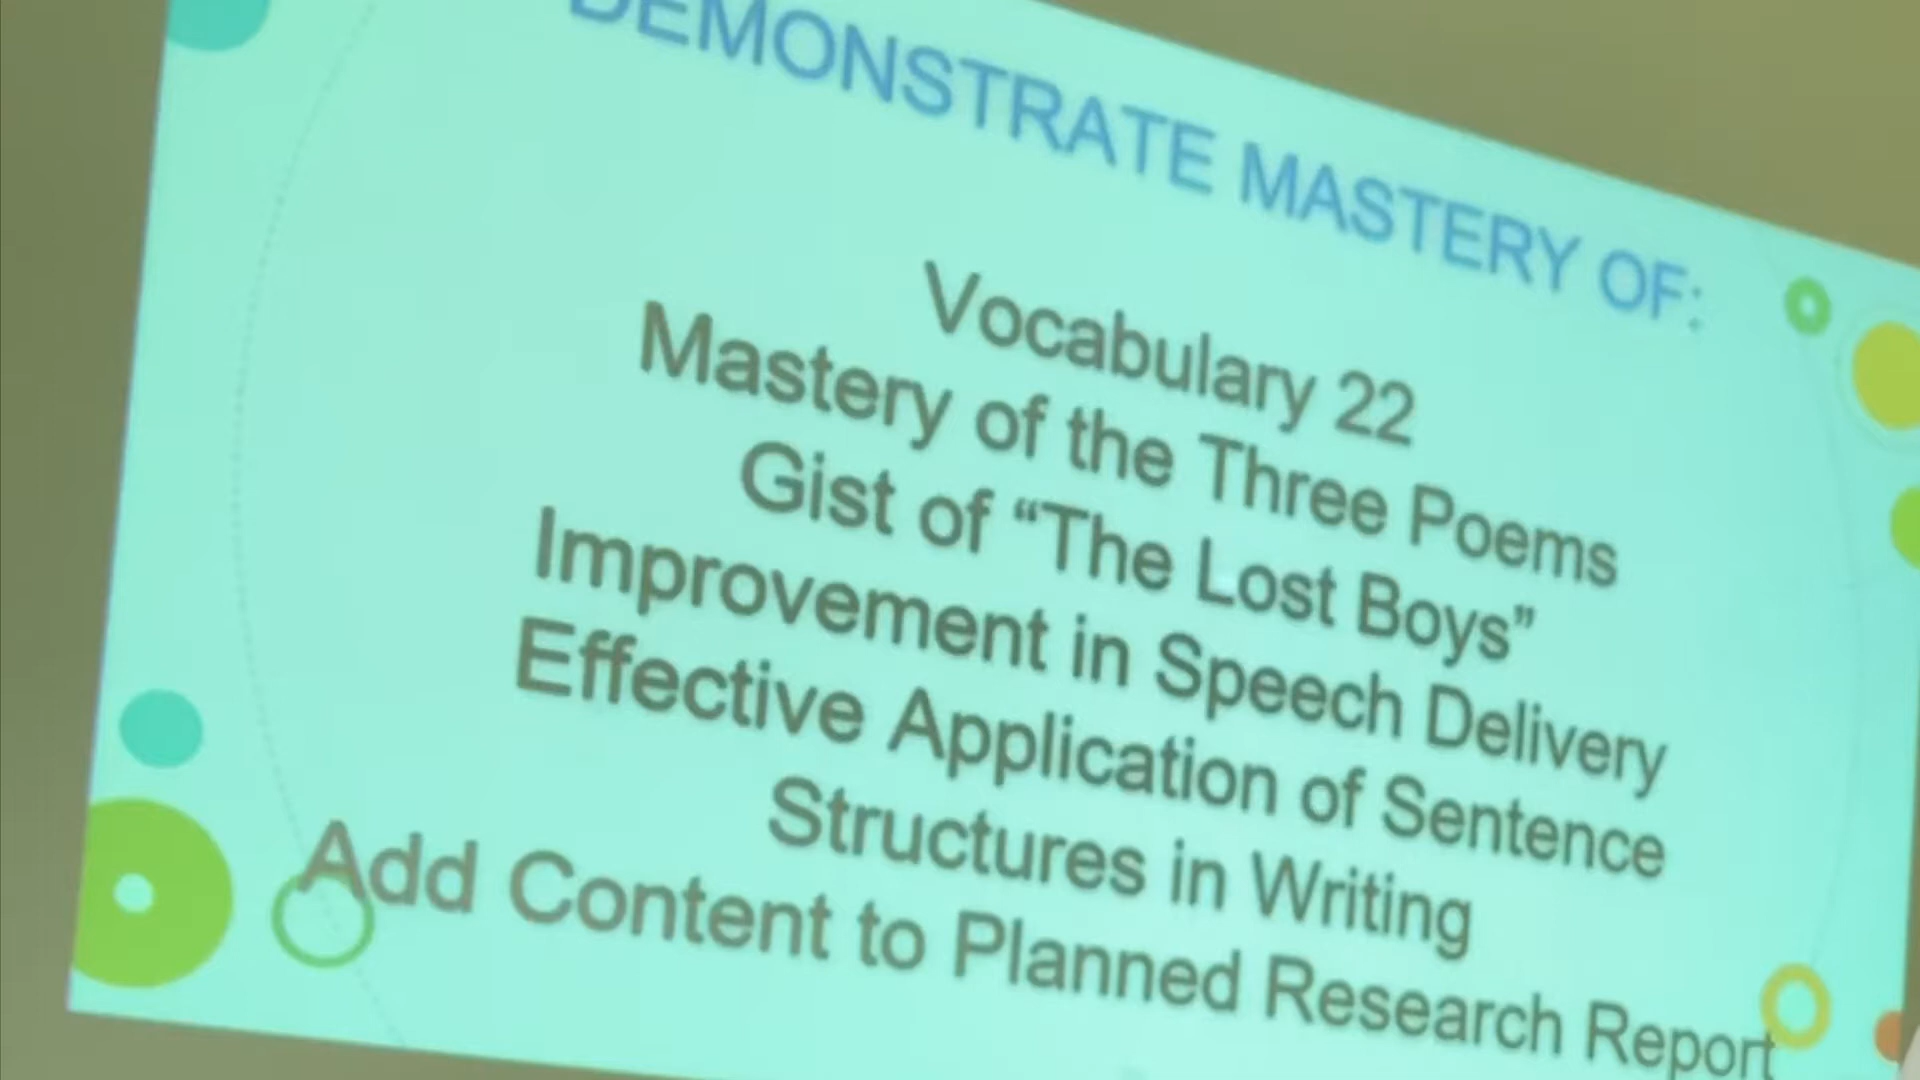 DEMONSTRATE MASTERY OF:
Vocabulary 22
Mastery of the Three Poems
Gist of “The Lost Boys”
Improvement in Speech Delivery
Effective Application of Sentence
Structures in Writing
Add Content to Planned Research Report